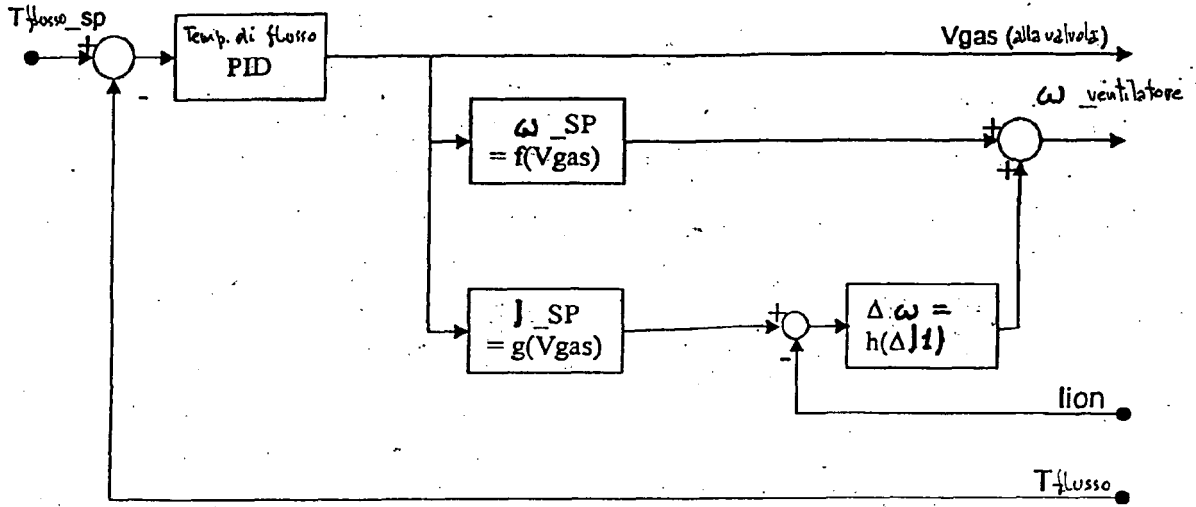 Tflusso_sp
Temp. di flusso
PID
Vgas (alla valvola)
ω _ventilatore
ω _SP
= f(Vgas)
J _SP
= g(Vgas)
Δ ω =
h(ΔJ1)
Iion
Tflusso
+
-
+
+
+
-